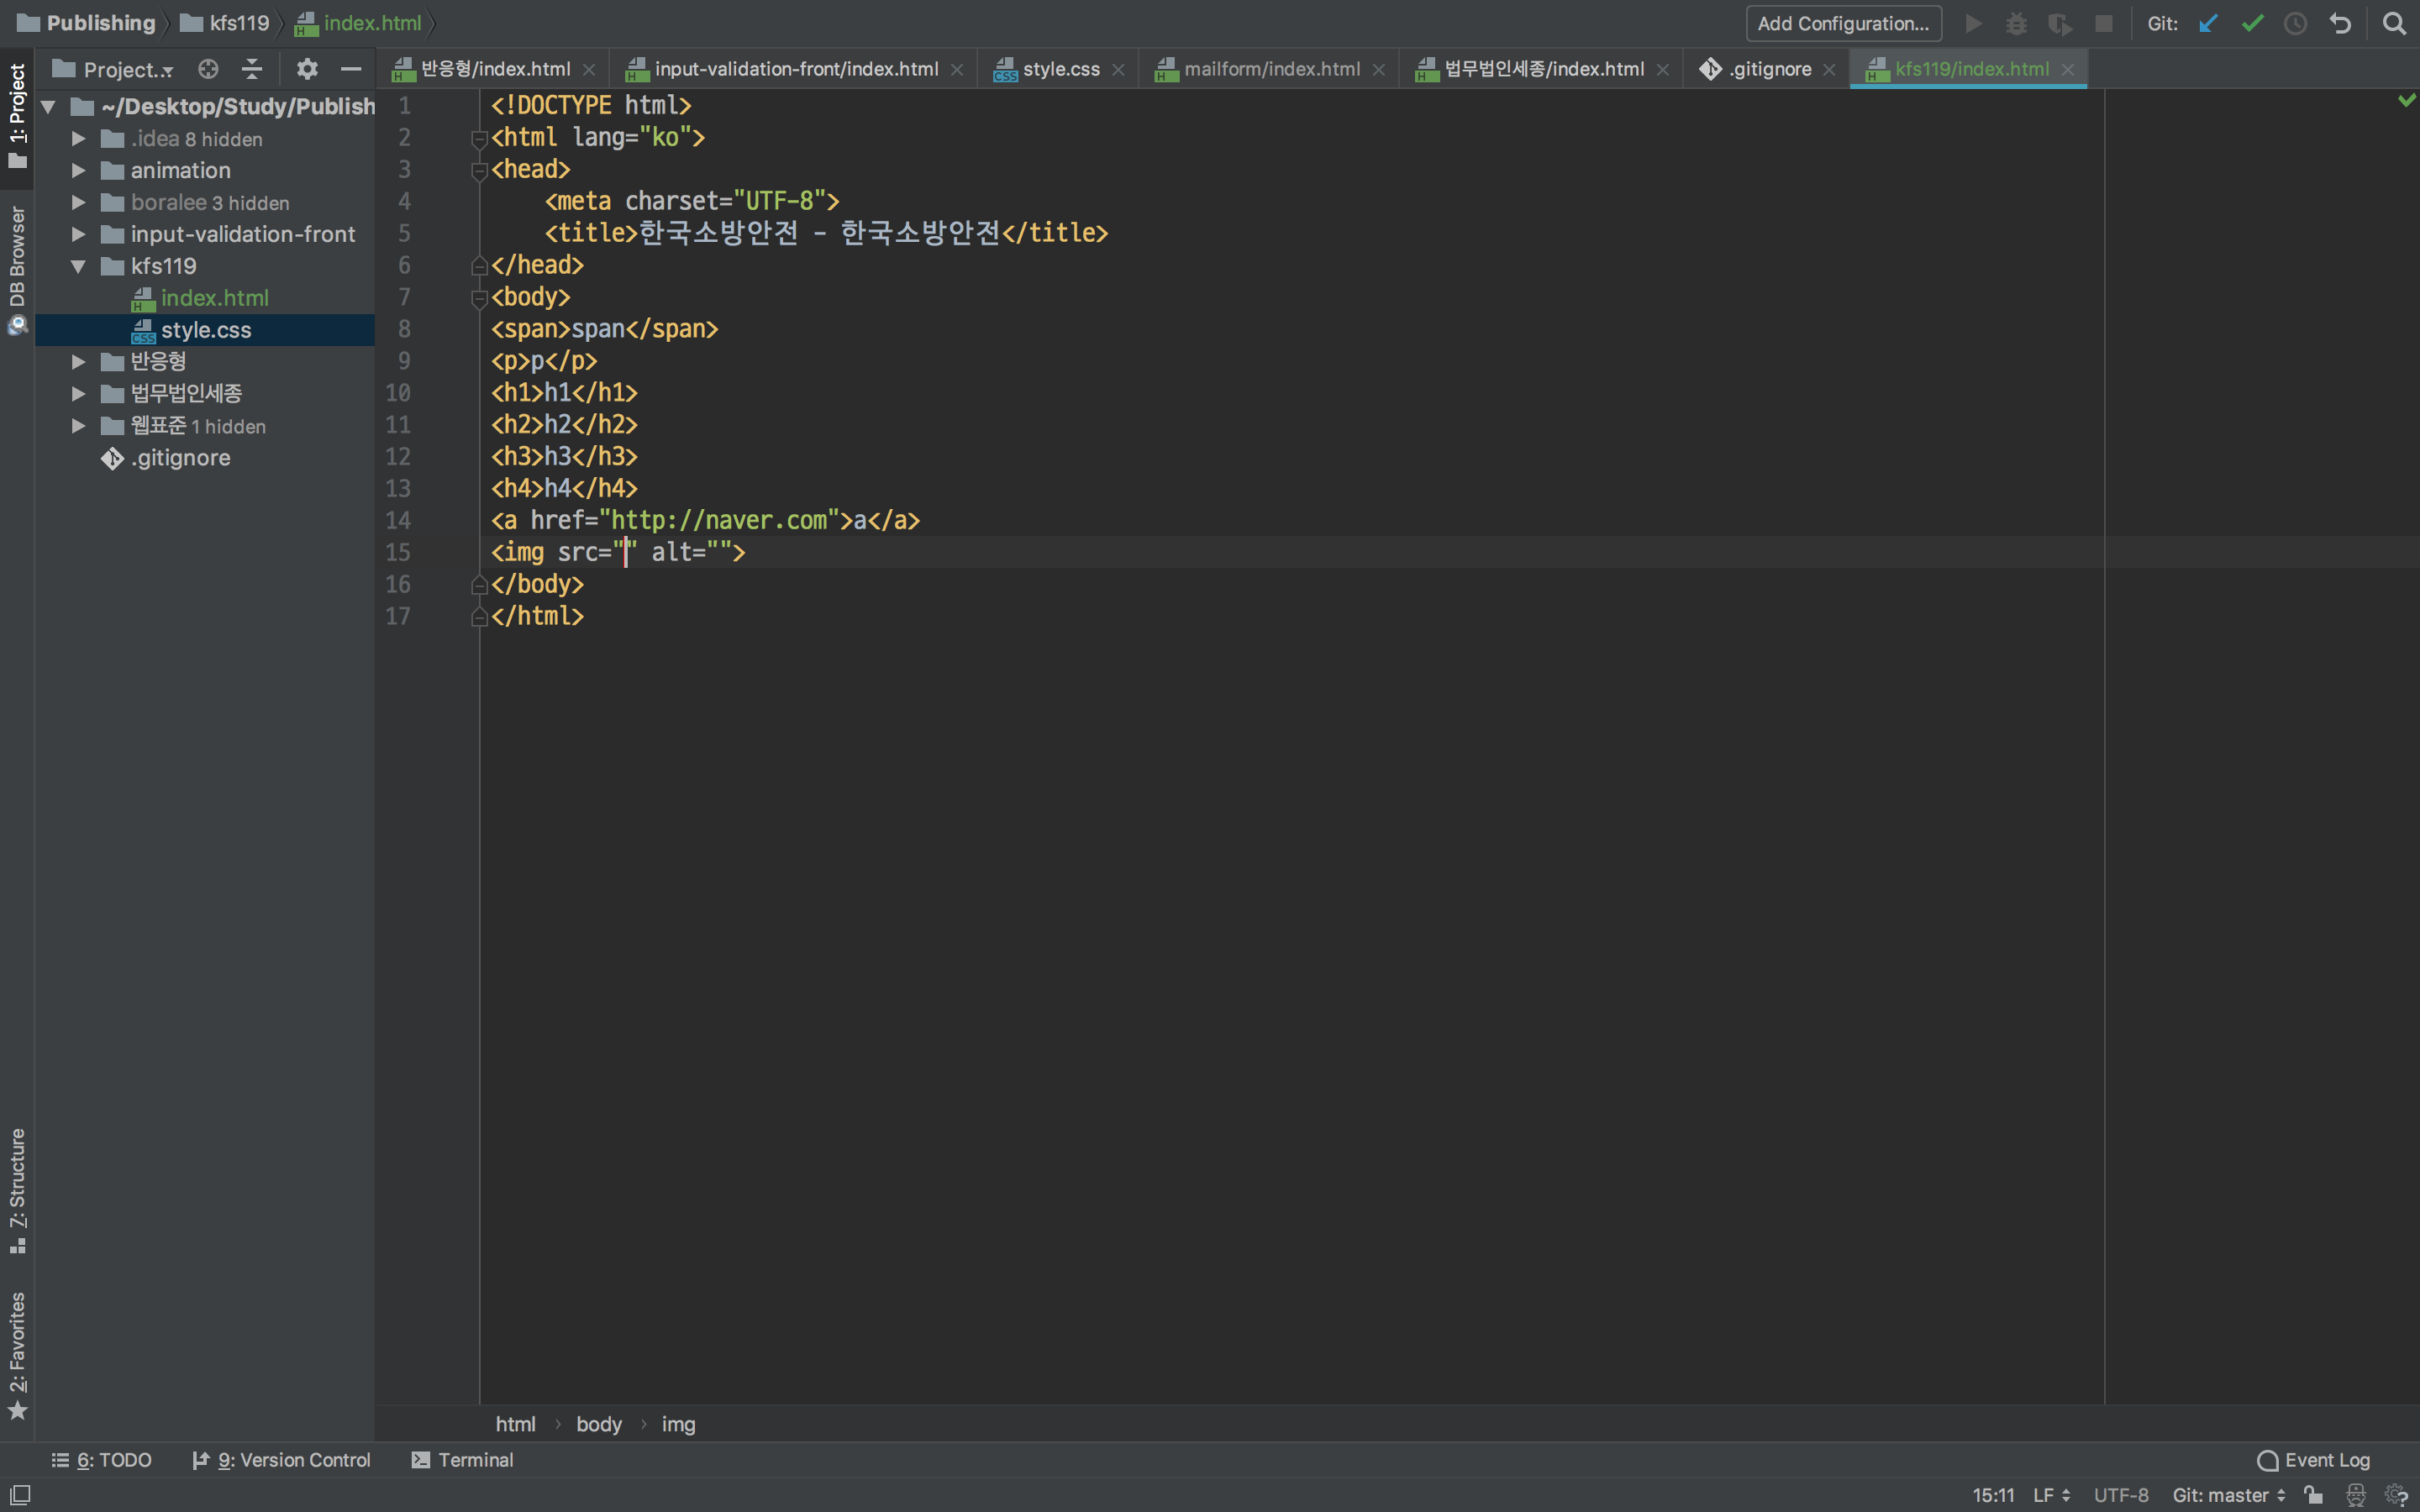 Publishing kfs119 index.html
Add Configuration... Git:
1: Project
DB Browser
7: Structure
2: Favorites
Project..
반응형/index.html input-validation-front/index.html style.css mailform/index.html 법무법인세종/index.html .gitignore kfs119/index.html
~/Desktop/Study/Publish
.idea 8 hidden
animation
boralee 3 hidden
input-validation-front
kfs119
index.html
style.css
반응형
법무법인세종
웹표준 1 hidden
.gitignore
1 <!DOCTYPE html>
2 <html lang="ko">
3 <head>
4 <meta charset="UTF-8">
5 <title>한국소방안전 - 한국소방안전</title>
6 </head>
7 <body>
8 <span>span</span>
9 <p>p</p>
10 <h1>h1</h1>
11 <h2>h2</h2>
12 <h3>h3</h3>
13 <h4>h4</h4>
14 <a href="http://naver.com">a</a>
15 <img src="" alt="">
16 </body>
17 </html>
html › body › img
6: TODO 9: Version Control Terminal Event Log
15:11 LF UTF-8 Git: master